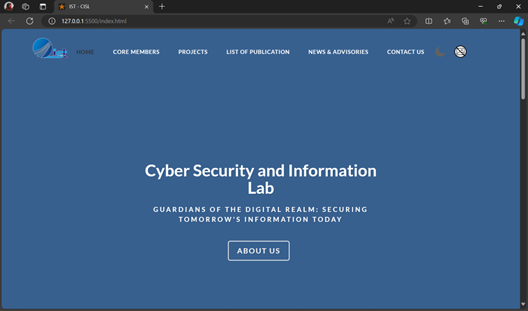 JIST - CISL
127.0.0.1:5500/index.html
HOME
CORE MEMBERS
PROJECTS
LIST OF PUBLICATION
NEWS & ADVISORIES
CONTACT US
Cyber Security and Information
Lab
GUARDIANS OF THE DIGITAL REALM: SECURING
TOMORROW'S INFORMATION TODAY
ABOUT US